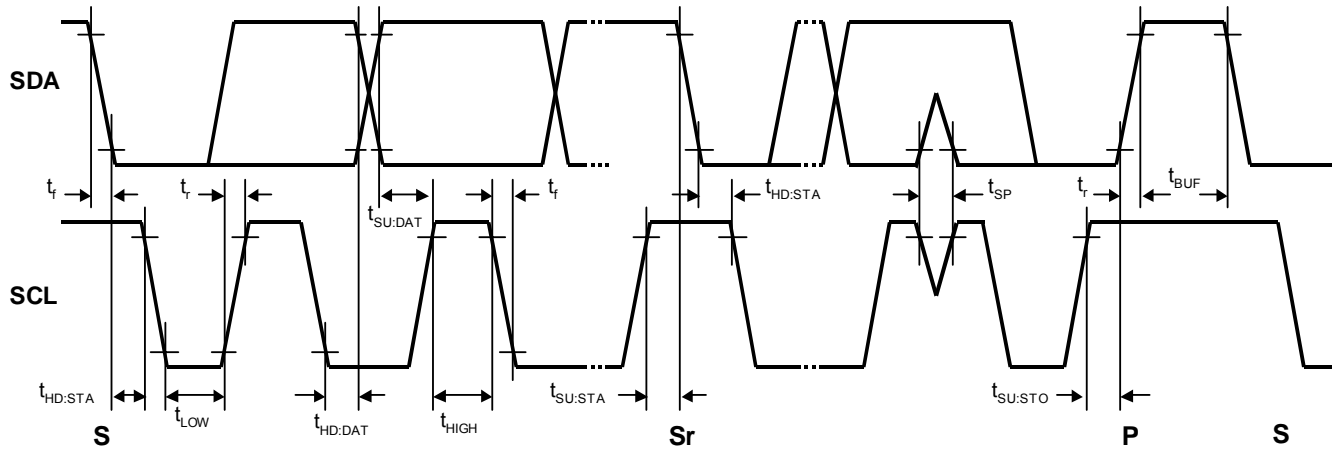 SDA
t_f
t_r
t_SU:DAT
t_f
t_HD:STA
t_SP
t_r
t_BUF
SCL
t_HD:STA
t_LOW
t_HD:DAT
t_HIGH
t_SU:STA
t_SU:STO
S
Sr
P
S